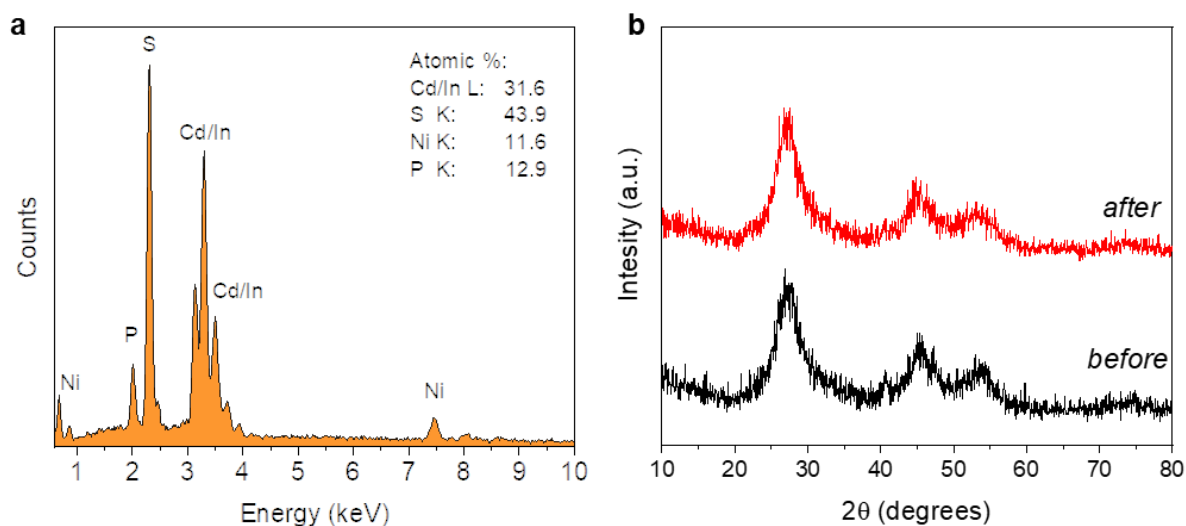 a
S
Cd/In
Cd/In
P
Ni
Ni
Atomic %:
Cd/In L: 31.6
S K: 43.9
Ni K: 11.6
P K: 12.9
Counts
1 2 3 4 5 6 7 8 9 10
Energy (keV)
b
after
before
Intesity (a.u.)
10 20 30 40 50 60 70 80
2θ (degrees)